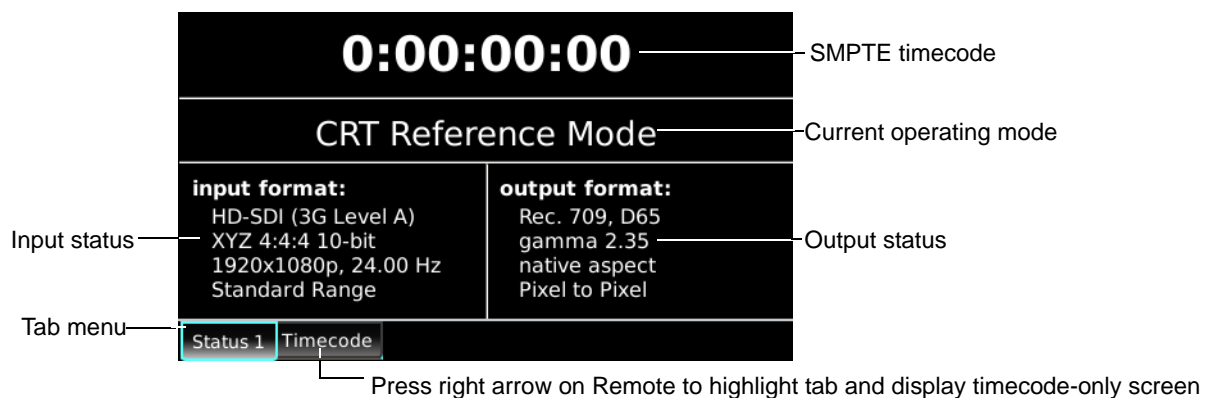 0:00:00:00
SMPTE timecode
CRT Reference Mode
Current operating mode
input format:
HD-SDI (3G Level A)
XYZ 4:4:4 10-bit
1920x1080p, 24.00 Hz
Standard Range
output format:
Rec. 709, D65
gamma 2.35
native aspect
Pixel to Pixel
Input status
Output status
Tab menu
Status 1
Timecode
Press right arrow on Remote to highlight tab and display timecode-only screen